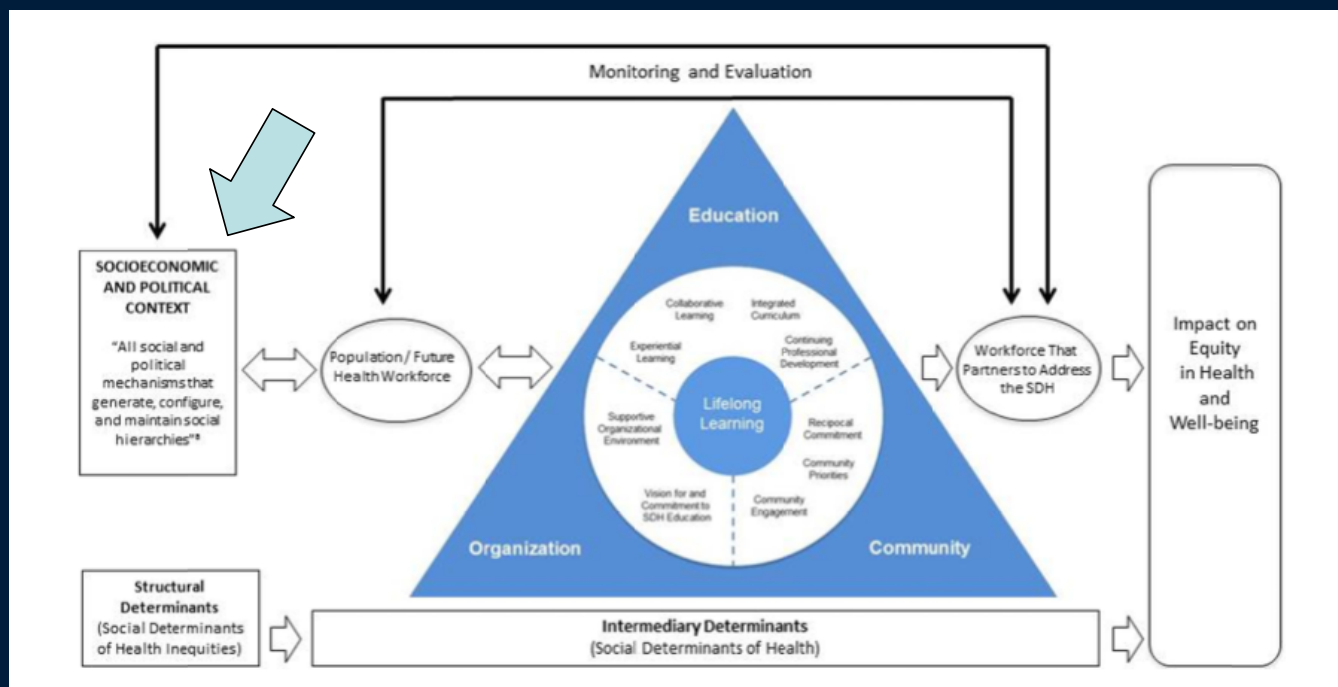 Monitoring and Evaluation
SOCIOECONOMIC
AND POLITICAL
CONTEXT
"All social and
political
mechanisms that
generate, configure,
and maintain social
hierarchies"⁸
Population / Future
Health Workforce
Education
Collaborative
Learning
Integrated
Curriculum
Experiential
Learning
Continuing
Professional
Development
Lifelong
Learning
Supportive
Organizational
Environment
Reciprocal
Commitment
Community
Priorities
Vision for and
Commitment to
SDH Education
Community
Engagement
Organization
Community
Workforce That
Partners to Address
the SDH
Impact on
Equity
in Health
and
Well-being
Structural
Determinants
(Social Determinants
of Health Inequities)
Intermediary Determinants
(Social Determinants of Health)